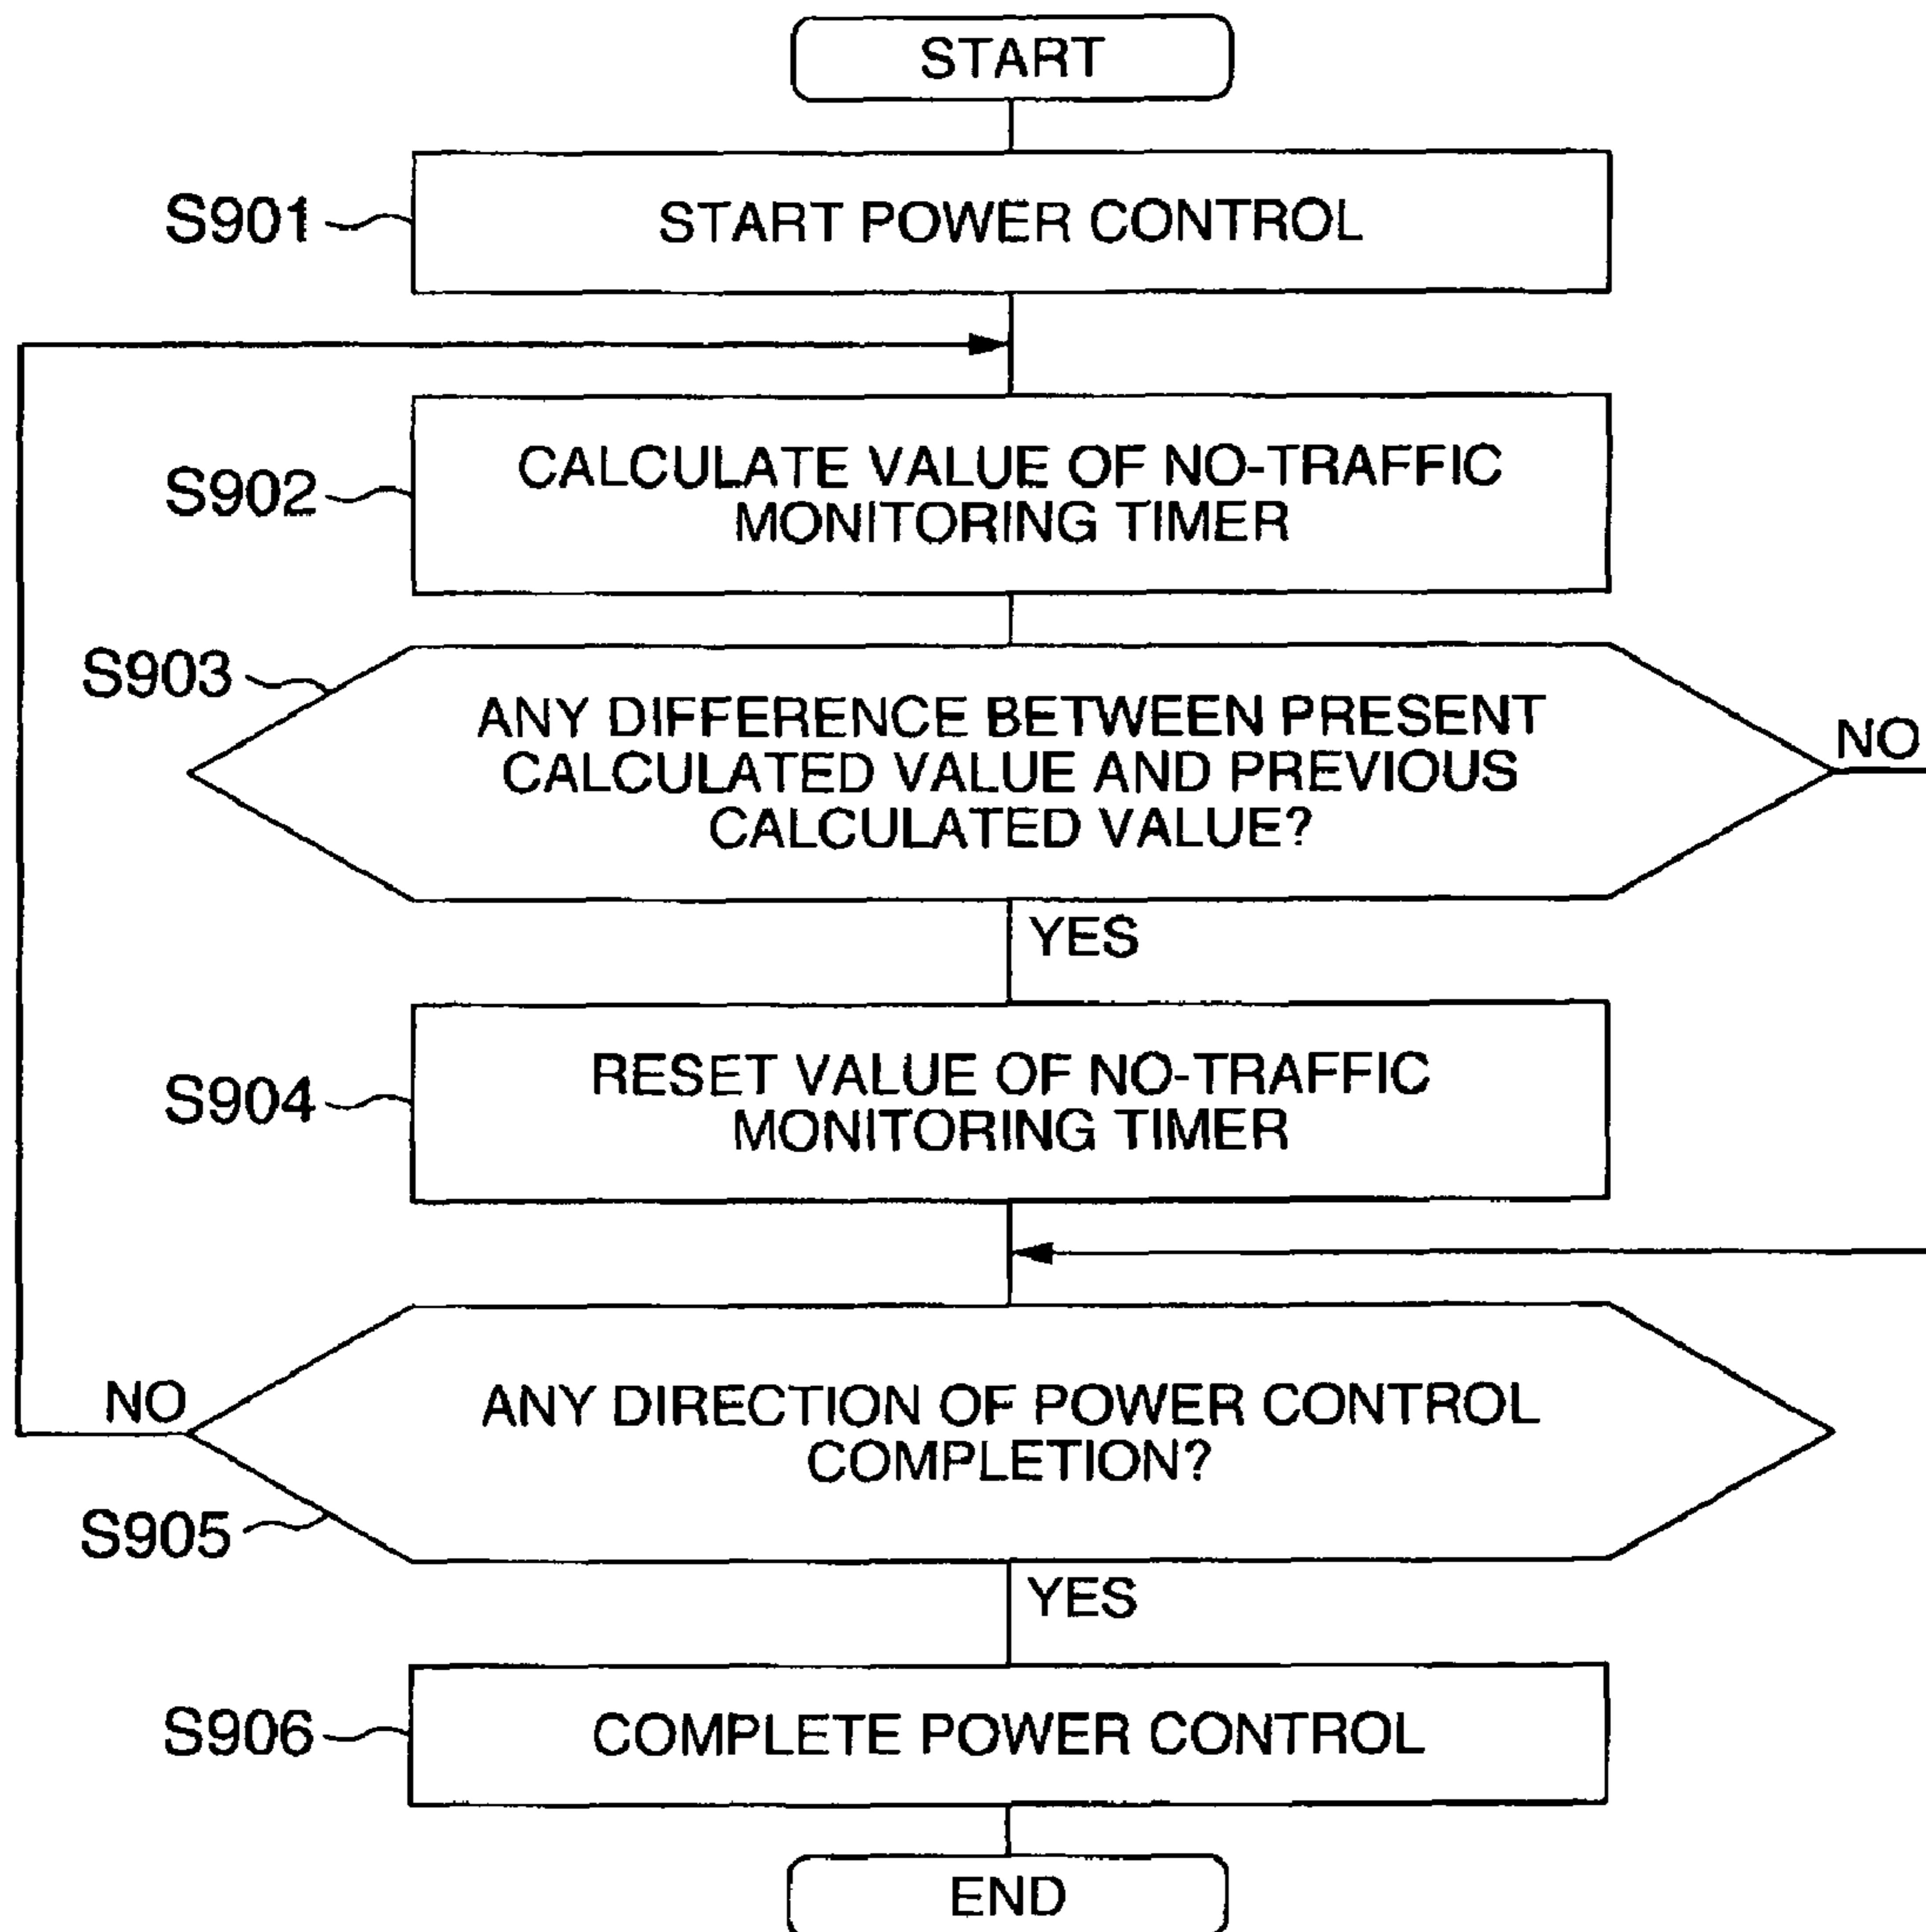 START
S901
START POWER CONTROL
S902
CALCULATE VALUE OF NO-TRAFFIC
MONITORING TIMER
S903
ANY DIFFERENCE BETWEEN PRESENT
CALCULATED VALUE AND PREVIOUS
CALCULATED VALUE?
NO
YES
S904
RESET VALUE OF NO-TRAFFIC
MONITORING TIMER
NO
ANY DIRECTION OF POWER CONTROL
COMPLETION?
S905
YES
S906
COMPLETE POWER CONTROL
END